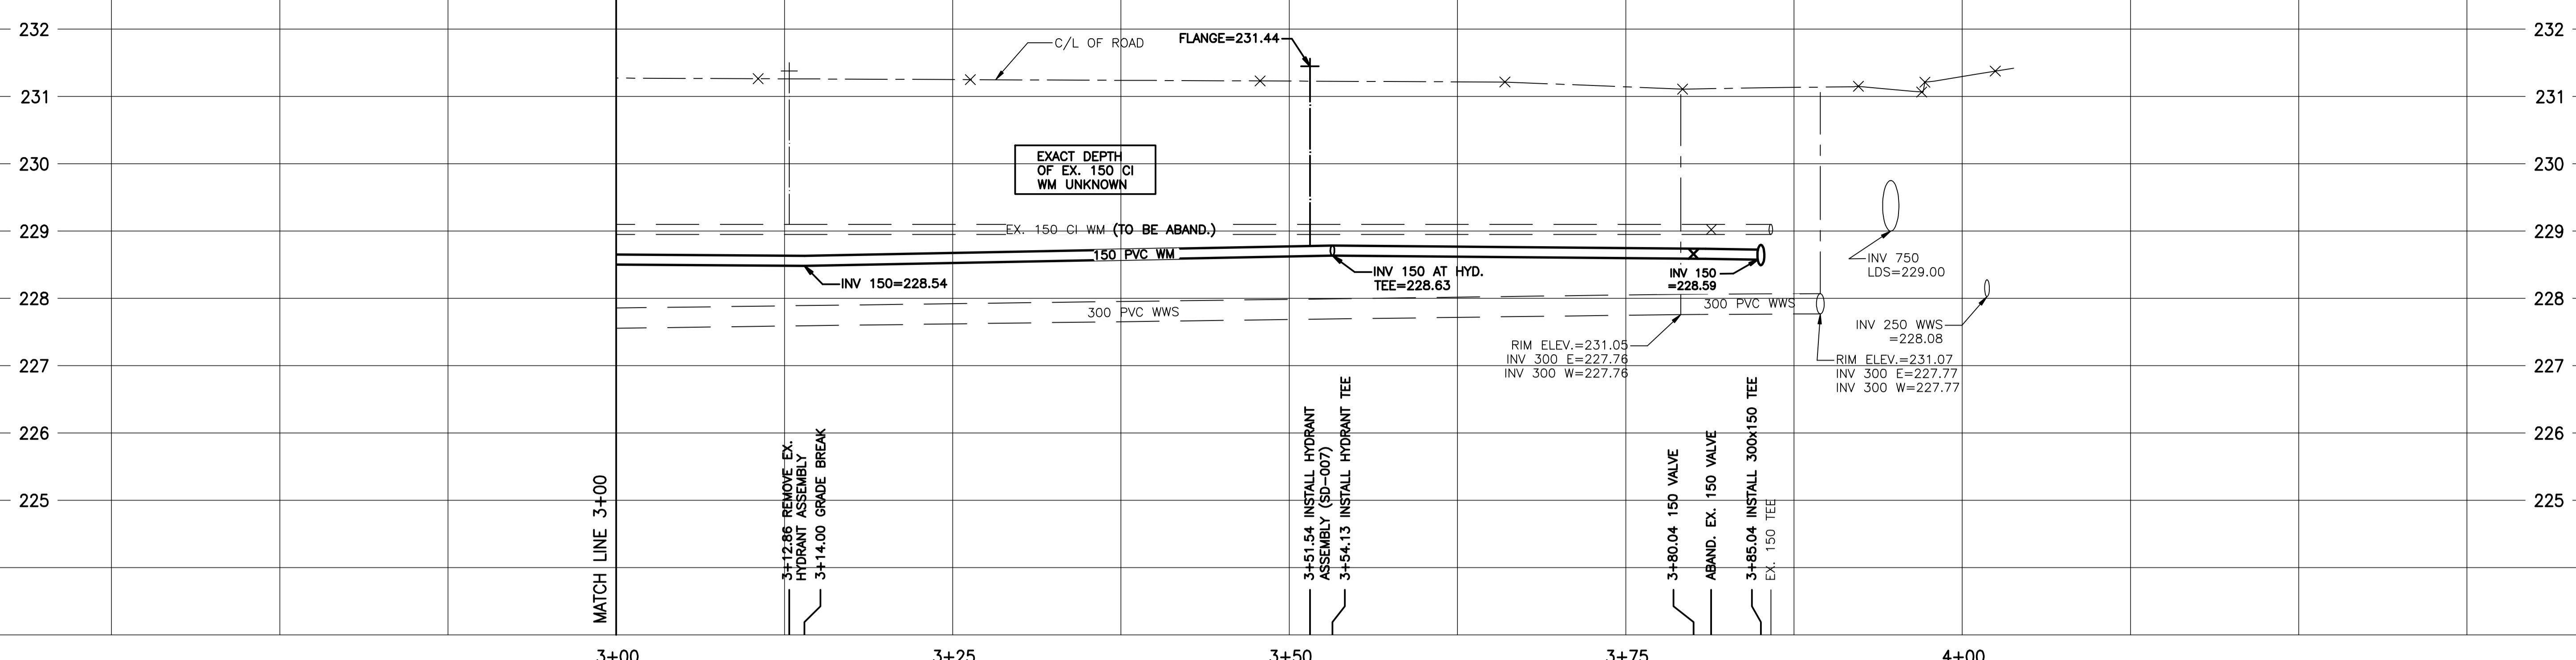 232
C/L OF ROAD
FLANGE=231.44
232
231
231
230
EXACT DEPTH
OF EX. 150 CI
WM UNKNOWN
230
229
EX. 150 CI WM (TO BE ABAND.)
229
150 PVC WM
INV 150=228.54
INV 150 AT HYD.
TEE=228.63
INV 150
=228.59
INV 750
LDS=229.00
228
300 PVC WWS
300 PVC WWS
228
INV 250 WWS
=228.08
RIM ELEV.=231.05
INV 300 E=227.76
INV 300 W=227.76
RIM ELEV.=231.07
INV 300 E=227.77
INV 300 W=227.77
227
227
226
226
225
225
MATCH LINE 3+00
3+12.86 REMOVE EX.
HYDRANT ASSEMBLY
3+14.00 GRADE BREAK
3+51.54 INSTALL HYDRANT
ASSEMBLY (SD-007)
3+54.13 INSTALL HYDRANT TEE
3+80.04 150 VALVE
ABAND. EX. 150 VALVE
3+85.04 INSTALL 300x150 TEE
EX. 150 TEE
3+00
3+25
3+50
3+75
4+00